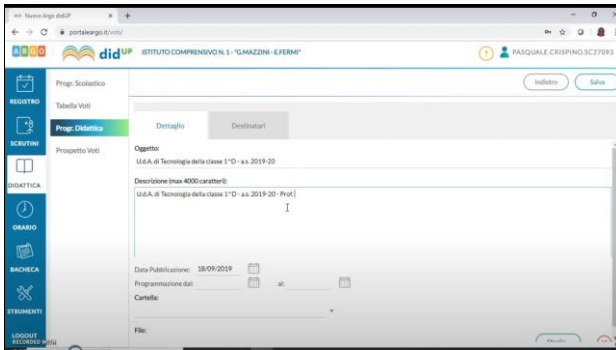 Nuovo Argo didUP
portaleargo.it/voti/
ARGO
didUP
ISTITUTO COMPRENSIVO N. 1 - "G.MAZZINI - E.FERMI"
PASQUALE.CRISPINO.SC27093
REGISTRO
SCRUTINI
DIDATTICA
ORARIO
BACHECA
STRUMENTI
LOGOUT
RECORDED WITH
Progr. Scolastico
Tabella Voti
Progr. Didattica
Prospetto Voti
Indietro
Salva
Dettaglio
Destinatari
Oggetto:
U.d.A. di Tecnologia della classe 1^D - a.s. 2019-20
Descrizione (max 4000 caratteri):
U.d.A. di Tecnologia della classe 1^D - a.s. 2019-20 - Prof.
Data Pubblicazione: 18/09/2019
Programmazione dal: al:
Cartella:
File: